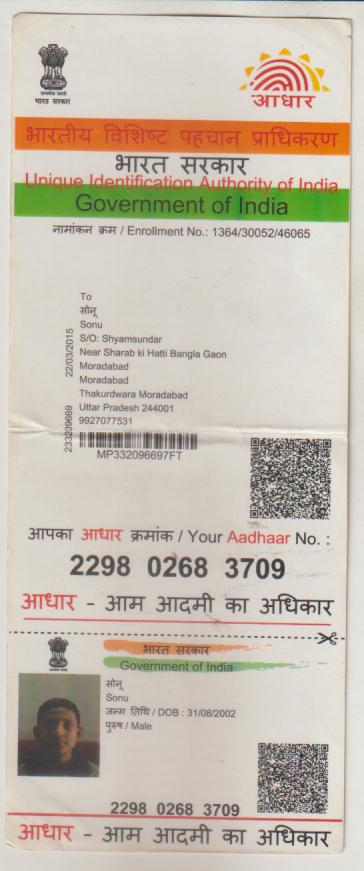 भारत सरकार
आधार
भारतीय विशिष्ट पहचान प्राधिकरण
भारत सरकार
Unique Identification Authority of India
Government of India
नामांकन क्रम / Enrollment No.: 1364/30052/46065
To
सोनू
Sonu
S/O: Shyamsundar
Near Sharab ki Hatti Bangla Gaon
Moradabad
Moradabad
Thakurdwara Moradabad
Uttar Pradesh 244001
9927077531
22/03/2015
MP332096697FT
आपका आधार क्रमांक / Your Aadhaar No. :
2298 0268 3709
आधार - आम आदमी का अधिकार
भारत सरकार
Government of India
सोनू
Sonu
जन्म तिथि / DOB : 31/08/2002
पुरुष / Male
2298 0268 3709
आधार - आम आदमी का अधिकार